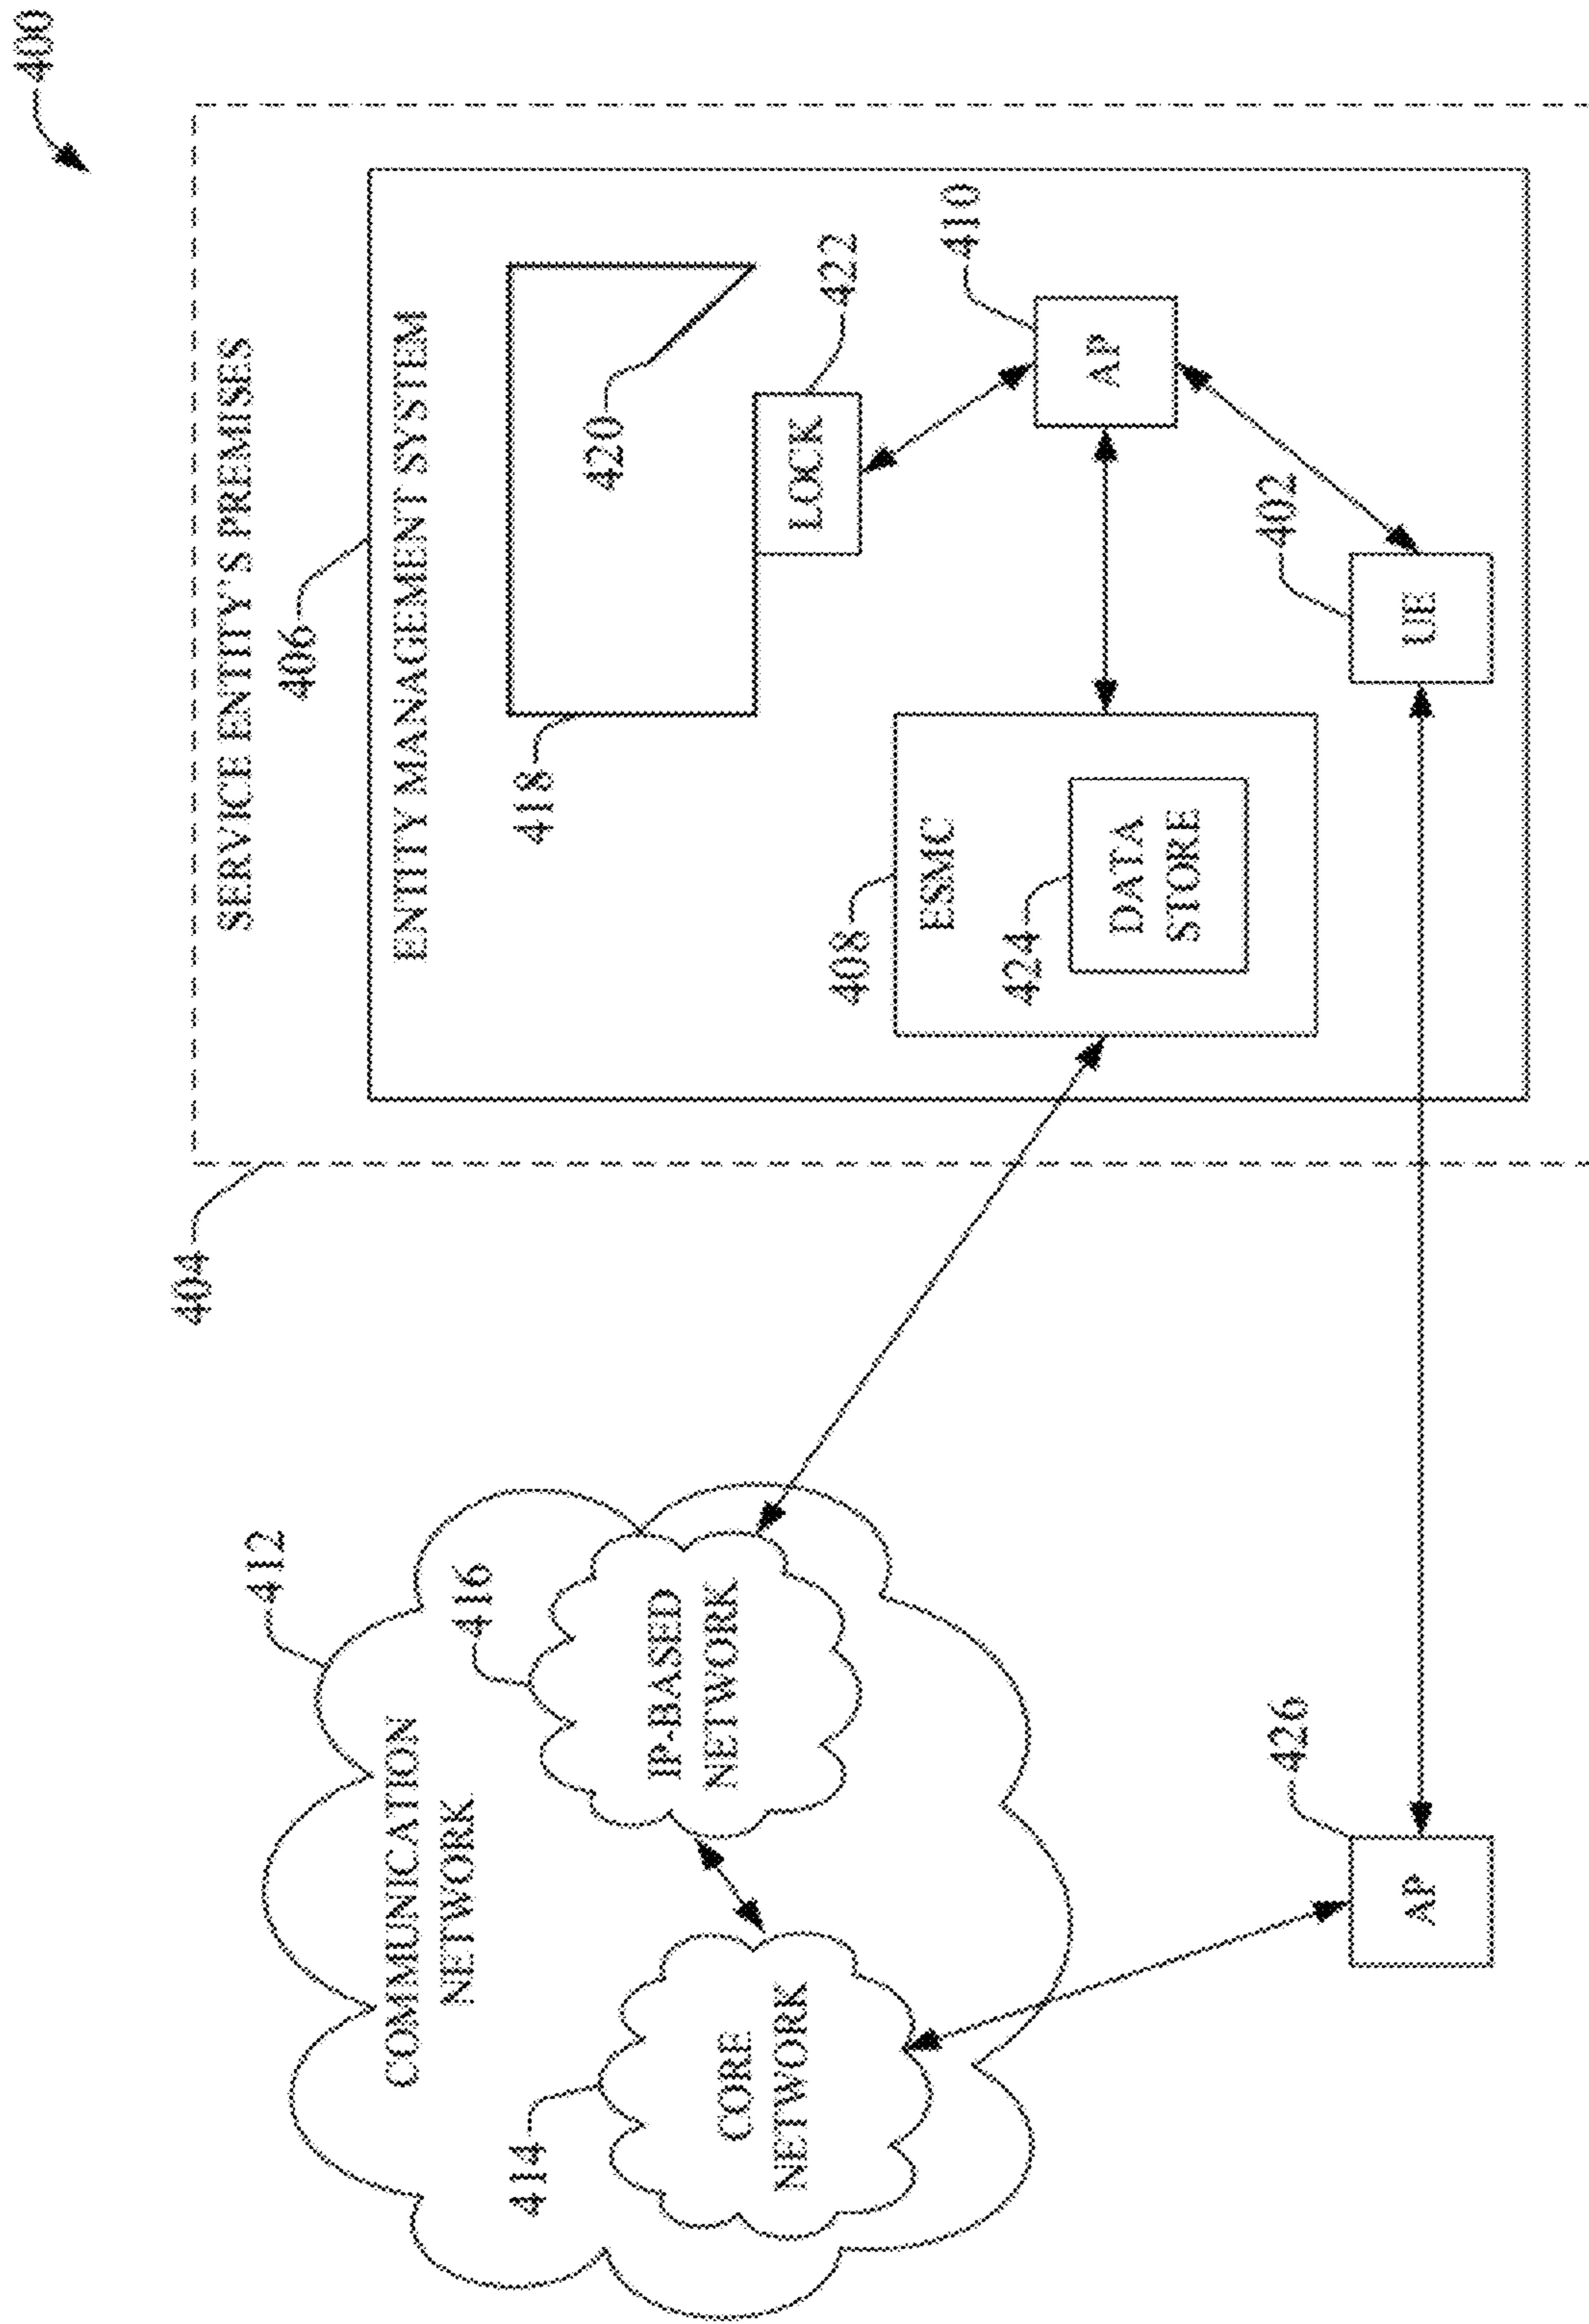 400
SERVICE ENTITY'S PREMISES
404
406
ENTITY MANAGEMENT SYSTEM
412
COMMUNICATION
NETWORK
416
IP-BASED
NETWORK
414
CORE
NETWORK
418
420
LOCK
422
408
ESMC
424
DATA
STORE
410
AP
402
UE
426
AP